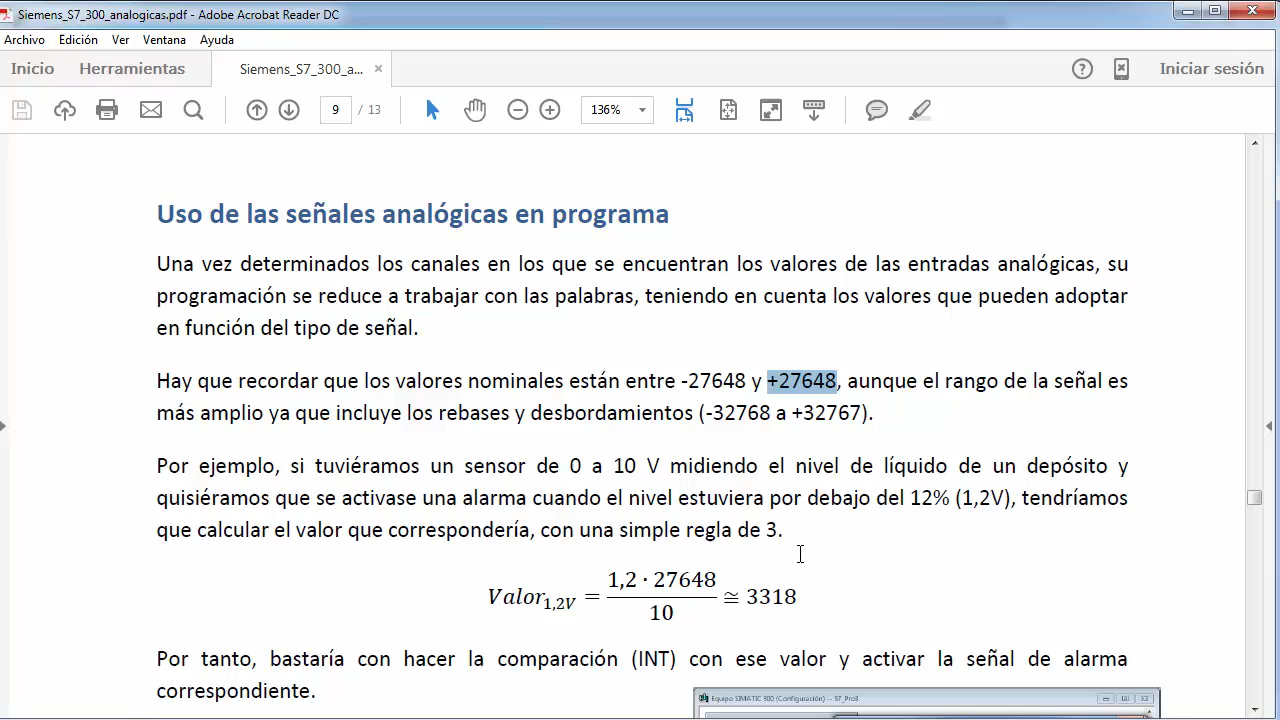 Siemens_S7_300_analogicas.pdf - Adobe Acrobat Reader DC
Archivo Edición Ver Ventana Ayuda
Inicio Herramientas Siemens_S7_300_a... × Iniciar sesión
9 / 13 136%
Uso de las señales analógicas en programa
Una vez determinados los canales en los que se encuentran los valores de las entradas analógicas, su
programación se reduce a trabajar con las palabras, teniendo en cuenta los valores que pueden adoptar
en función del tipo de señal.
Hay que recordar que los valores nominales están entre -27648 y +27648, aunque el rango de la señal es
más amplio ya que incluye los rebases y desbordamientos (-32768 a +32767).
Por ejemplo, si tuviéramos un sensor de 0 a 10 V midiendo el nivel de líquido de un depósito y
quisiéramos que se activase una alarma cuando el nivel estuviera por debajo del 12% (1,2V), tendríamos
que calcular el valor que correspondería, con una simple regla de 3.
1,2 · 27648
Valor1,2V = ≅ 3318
10
Por tanto, bastaría con hacer la comparación (INT) con ese valor y activar la señal de alarma
correspondiente.
Equipo SIMATIC 300 (Configuración) -- S7_Pro3